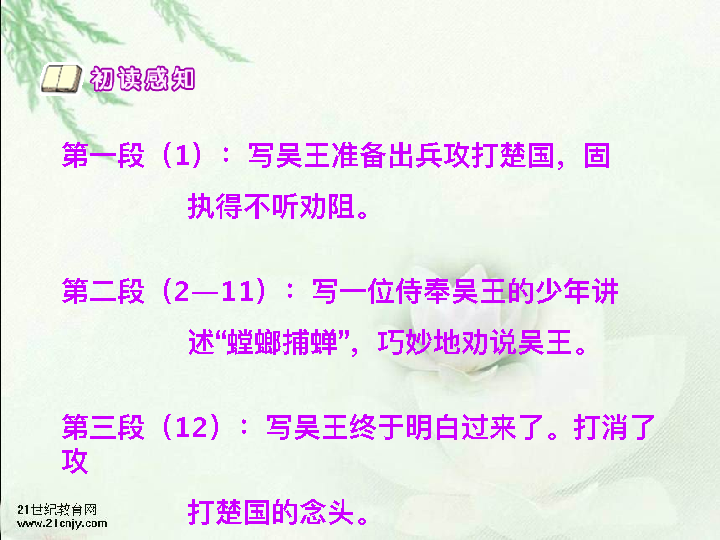 初读感知
第一段（1）：写吴王准备出兵攻打楚国，固
执得不听劝阻。
第二段（2—11）：写一位侍奉吴王的少年讲
述“螳螂捕蝉”，巧妙地劝说吴王。
第三段（12）：写吴王终于明白过来了。打消了
攻
打楚国的念头。
21世纪教育网
www.21cnjy.com